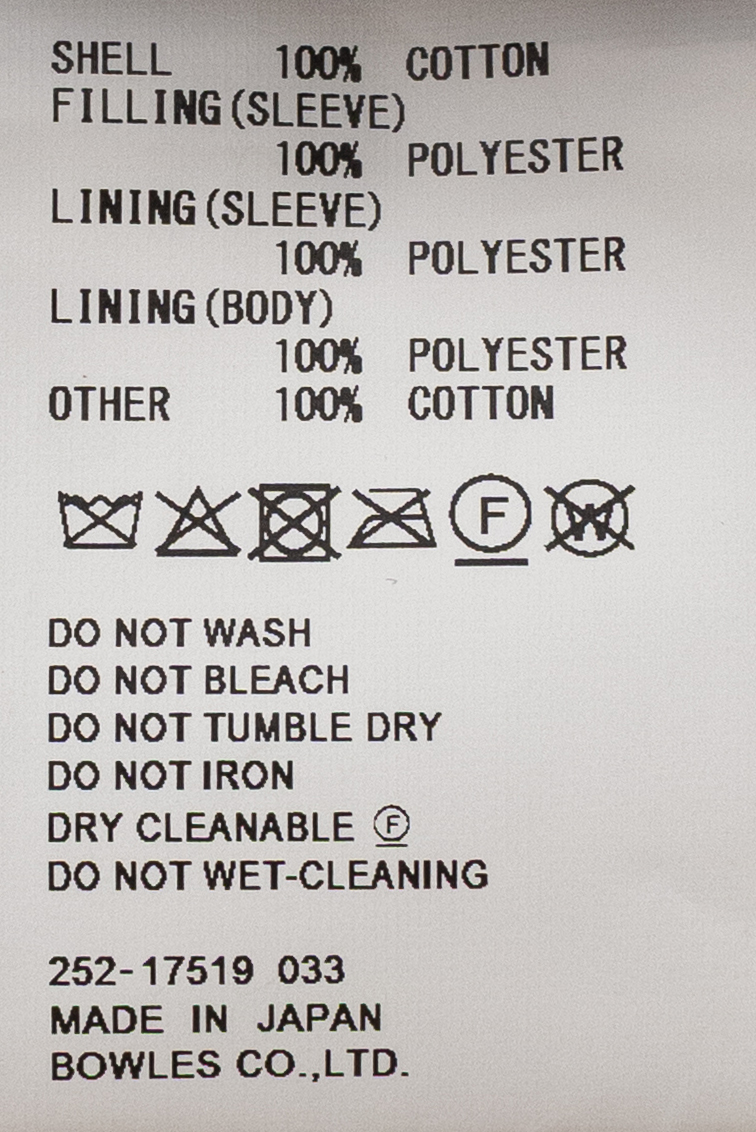 SHELL 100% COTTON
FILLING(SLEEVE)
100% POLYESTER
LINING(SLEEVE)
100% POLYESTER
LINING(BODY)
100% POLYESTER
OTHER 100% COTTON
F W
DO NOT WASH
DO NOT BLEACH
DO NOT TUMBLE DRY
DO NOT IRON
DRY CLEANABLE Ⓕ
DO NOT WET-CLEANING
252-17519 033
MADE IN JAPAN
BOWLES CO.,LTD.